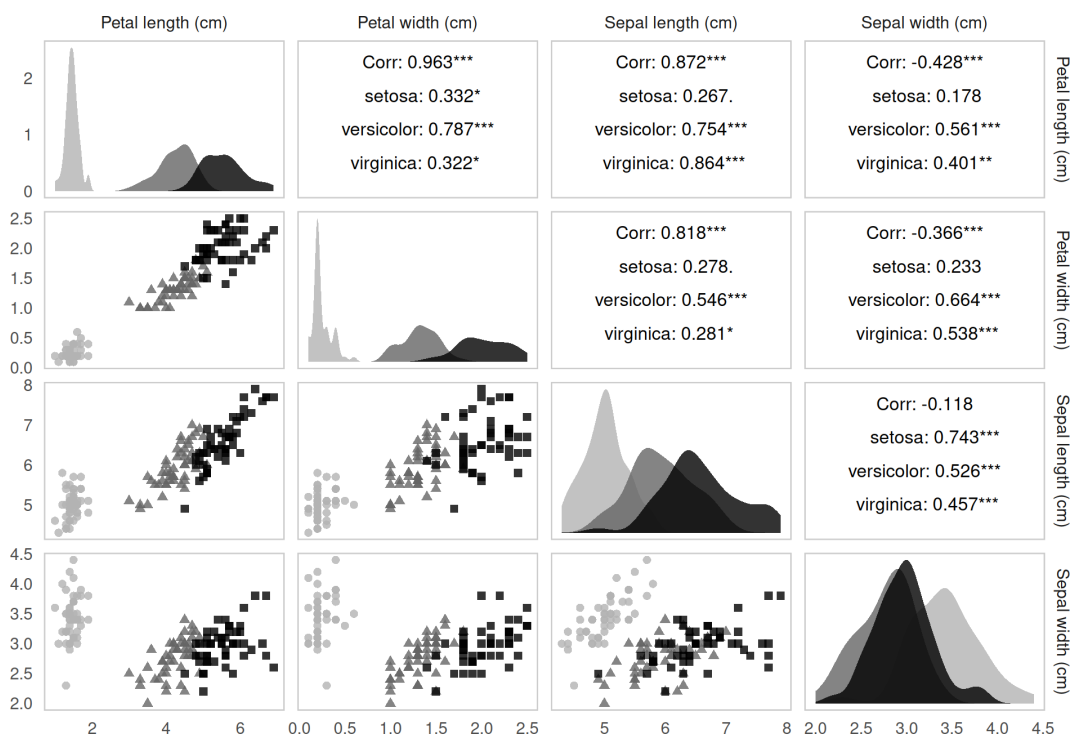 Petal length (cm) Petal width (cm) Sepal length (cm) Sepal width (cm)
Corr: 0.963*** Corr: 0.872*** Corr: -0.428***
2
setosa: 0.332* setosa: 0.267. setosa: 0.178
1
versicolor: 0.787*** versicolor: 0.754*** versicolor: 0.561***
virginica: 0.322* virginica: 0.864*** virginica: 0.401**
0
Petal length (cm)
2.5
Corr: 0.818*** Corr: -0.366***
2.0
setosa: 0.278. setosa: 0.233
1.5
versicolor: 0.546*** versicolor: 0.664***
1.0
virginica: 0.281* virginica: 0.538***
0.5
0.0
Petal width (cm)
8
Corr: -0.118
7
setosa: 0.743***
6
versicolor: 0.526***
5
virginica: 0.457***
Sepal length (cm)
4.5
4.0
3.5
3.0
2.5
2.0
Sepal width (cm)
2 4 6 0.0 0.5 1.0 1.5 2.0 2.5 5 6 7 8 2.0 2.5 3.0 3.5 4.0 4.5